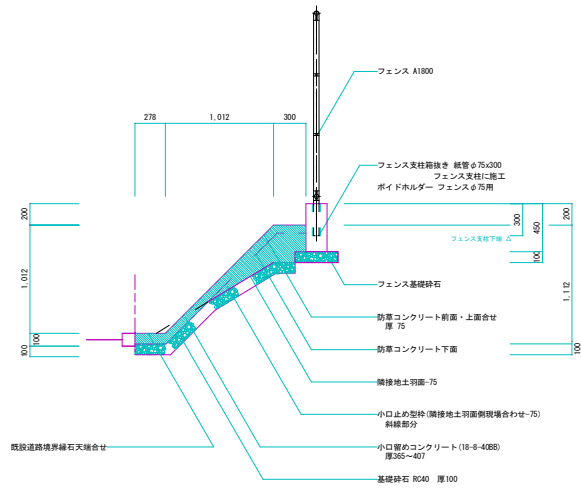 フェンス A1800
278
1,012
300
フェンス支柱箱抜き 紙管φ75x300
フェンス支柱に施工
ボイドホルダー フェンスφ75用
200
1,012
100
100
300
450
100
200
1,112
100
フェンス支柱下端 △
フェンス基礎砕石
防草コンクリート前面・上面合せ
厚 75
防草コンクリート下面
隣接地土羽面-75
小口止め型枠(隣接地土羽面側現場合わせ-75)
斜線部分
既設道路境界縁石天端合せ
小口留めコンクリート(18-8-40BB)
厚365～407
基礎砕石 RC40 厚100